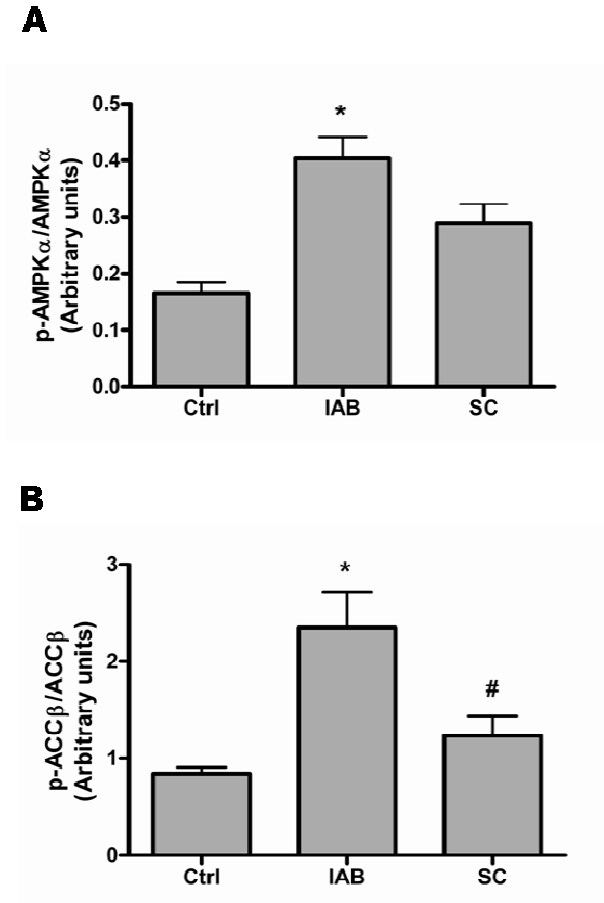 A
p-AMPKα/AMPKα
(Arbitrary units)
0.5
0.4
0.3
0.2
0.1
0.0
*
Ctrl IAB SC
B
p-ACCβ/ACCβ
(Arbitrary units)
3
2
1
0
*
#
Ctrl IAB SC